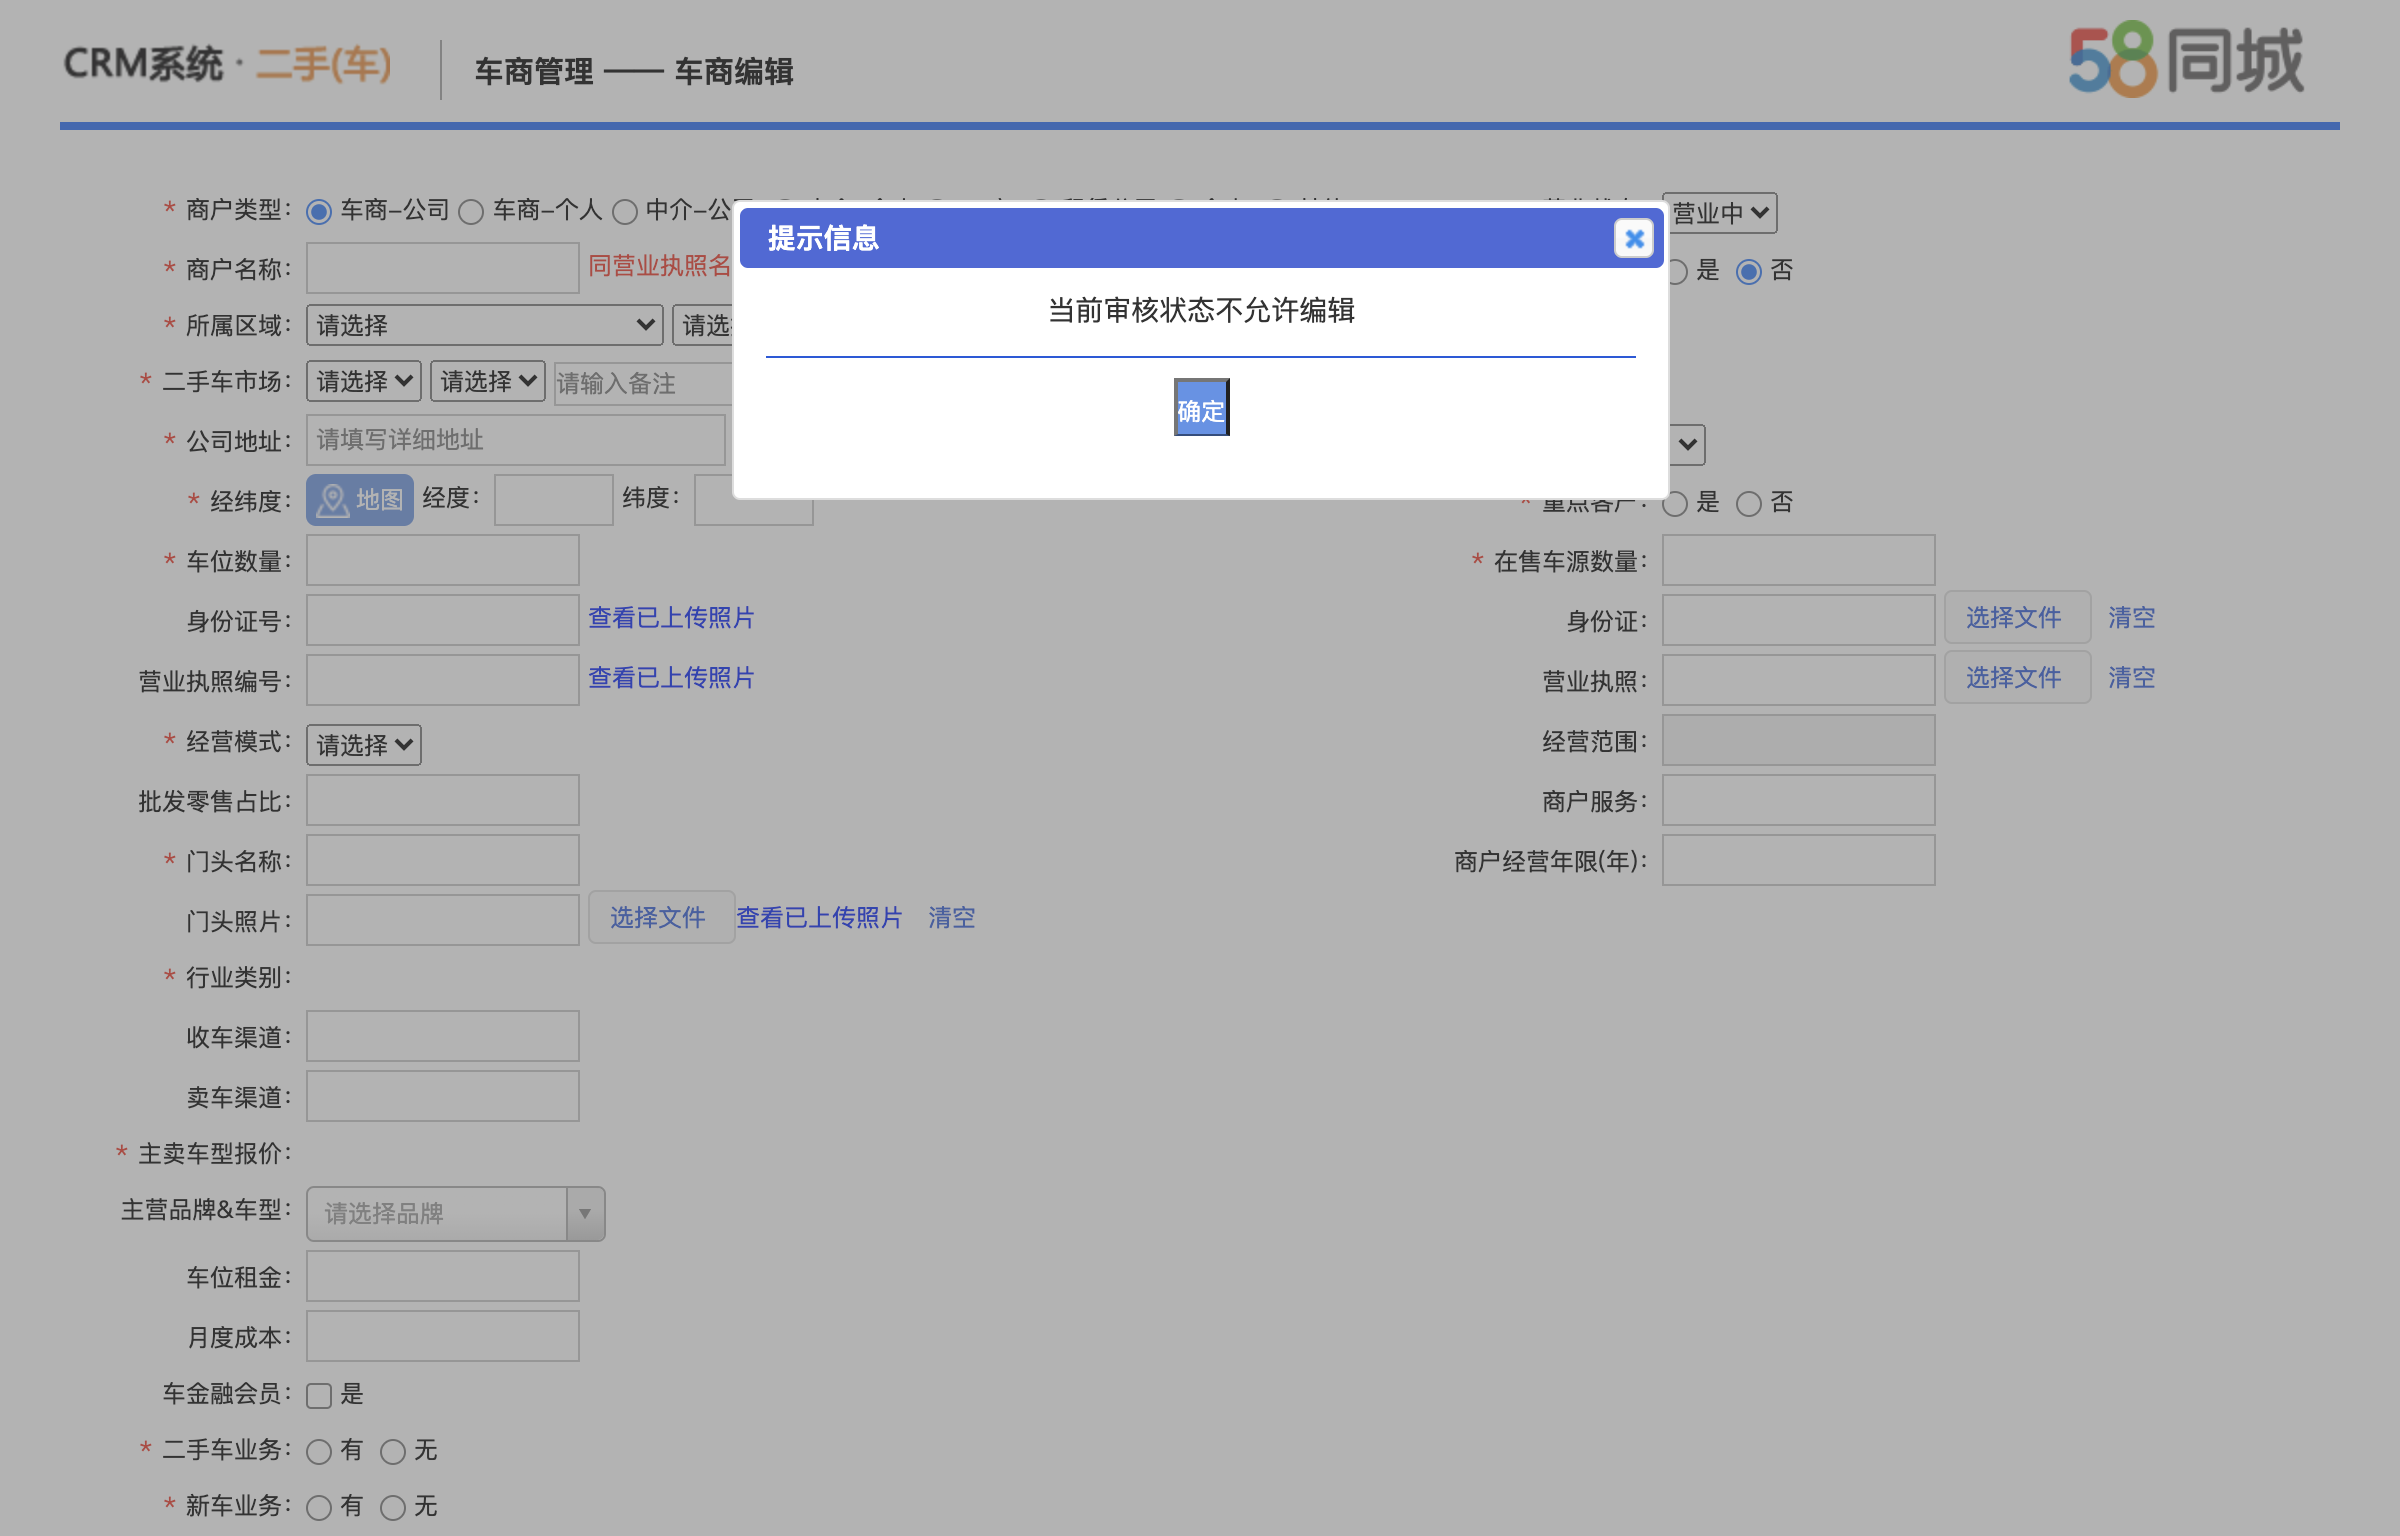 CRM系统 · 二手(车)
车商管理 —— 车商编辑
58同城
* 商户类型:
车商-公司
车商-个人
中介-公
营业中
* 商户名称:
同营业执照名
是
否
提示信息
当前审核状态不允许编辑
确定
* 所属区域:
请选择
请选
* 二手车市场:
请选择
请选择
请输入备注
* 公司地址:
请填写详细地址
* 经纬度:
地图
经度:
纬度:
* 重点客户:
是
否
* 车位数量:
* 在售车源数量:
身份证号:
查看已上传照片
身份证:
选择文件
清空
营业执照编号:
查看已上传照片
营业执照:
选择文件
清空
* 经营模式:
请选择
经营范围:
批发零售占比:
商户服务:
* 门头名称:
商户经营年限(年):
门头照片:
选择文件
查看已上传照片
清空
* 行业类别:
收车渠道:
卖车渠道:
* 主卖车型报价:
主营品牌&车型:
请选择品牌
车位租金:
月度成本:
车金融会员:
是
* 二手车业务:
有
无
* 新车业务:
有
无